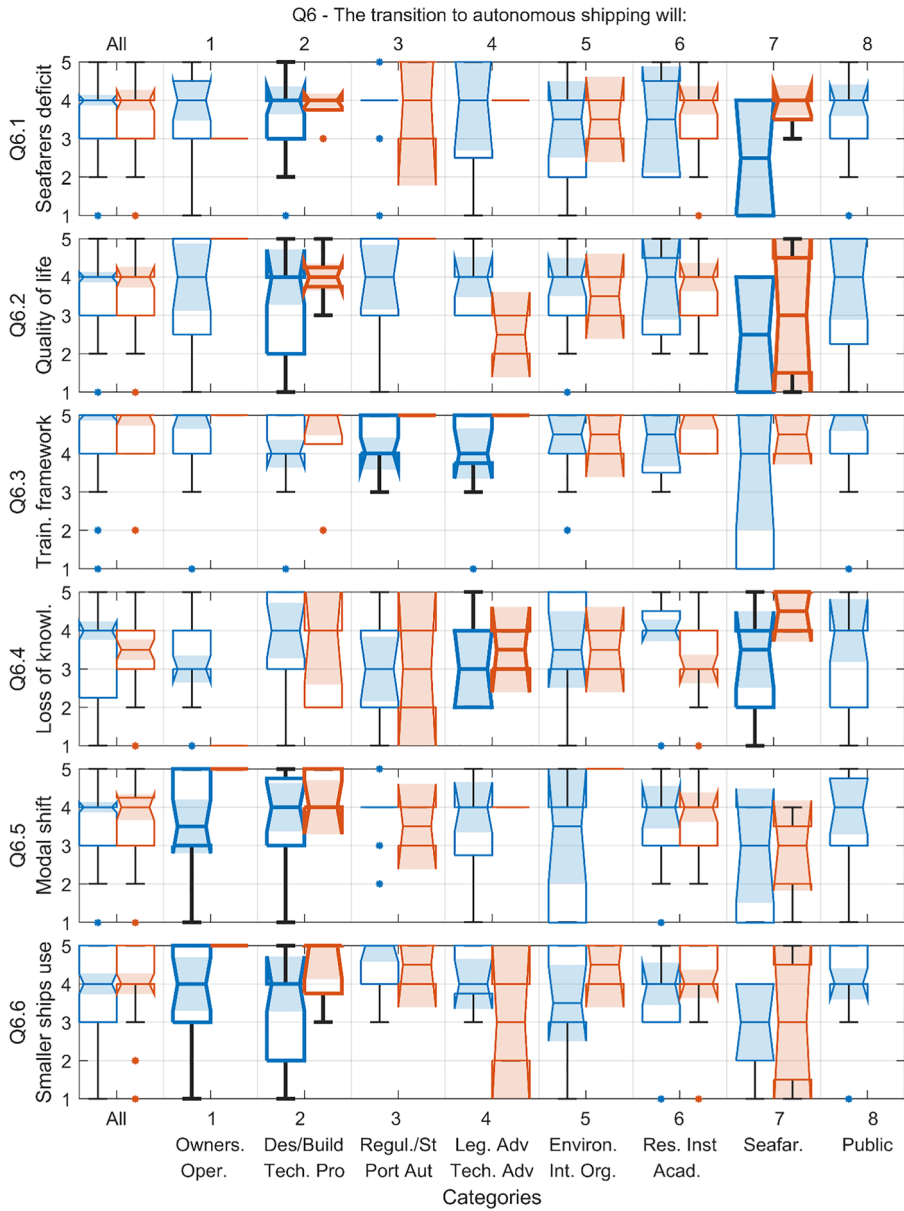 Q6 - The transition to autonomous shipping will:
All 1 2 3 4 5 6 7 8
Q6.1
Seafarers deficit
5
4
3
2
1
Q6.2
Quality of life
5
4
3
2
1
Q6.3
Train. framework
5
4
3
2
1
Q6.4
Loss of knowl.
5
4
3
2
1
Q6.5
Modal shift
5
4
3
2
1
Q6.6
Smaller ships use
5
4
3
2
1
All 1 2 3 4 5 6 7 8
Owners. Des/Build Regul./St Leg. Adv Environ. Res. Inst Seafar. Public
Oper. Tech. Pro Port Aut Tech. Adv Int. Org. Acad.
Categories